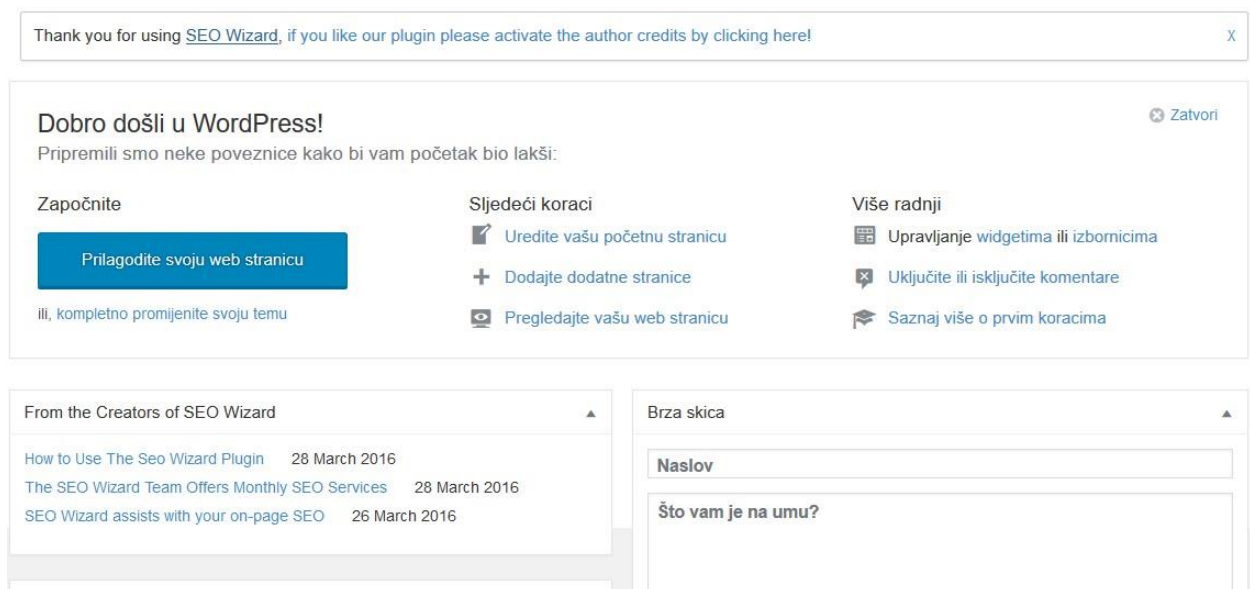 Thank you for using SEO Wizard, if you like our plugin please activate the author credits by clicking here!
X
Dobro došli u WordPress!
Zatvori
Pripremili smo neke poveznice kako bi vam početak bio lakši:
Započnite
Prilagodite svoju web stranicu
ili, kompletno promijenite svoju temu
Sljedeći koraci
Uredite vašu početnu stranicu
Dodajte dodatne stranice
Pregledajte vašu web stranicu
Više radnji
Upravljanje widgetima ili izbornicima
Uključite ili isključite komentare
Saznaj više o prvim koracima
From the Creators of SEO Wizard
How to Use The Seo Wizard Plugin 28 March 2016
The SEO Wizard Team Offers Monthly SEO Services 28 March 2016
SEO Wizard assists with your on-page SEO 26 March 2016
Brza skica
Naslov
Što vam je na umu?